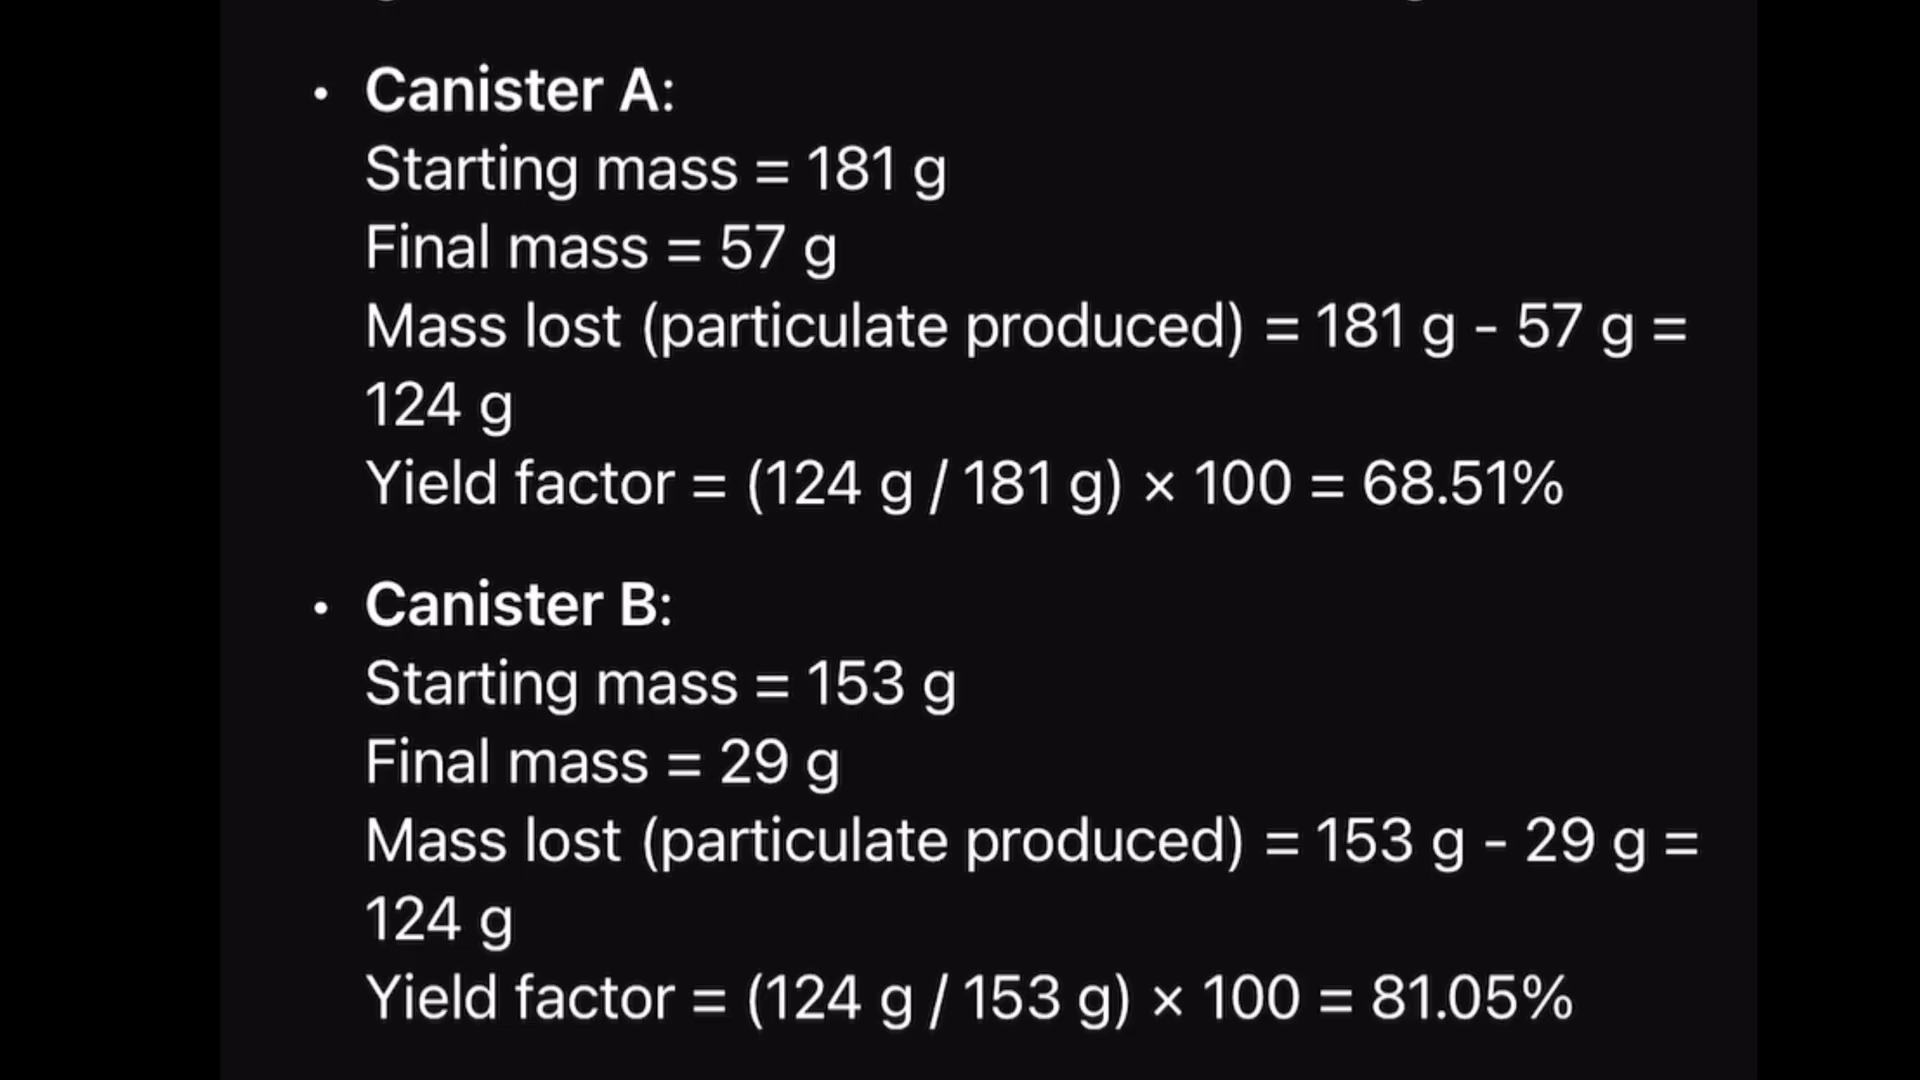 • Canister A:
Starting mass = 181 g
Final mass = 57 g
Mass lost (particulate produced) = 181 g - 57 g =
124 g
Yield factor = (124 g / 181 g) × 100 = 68.51%
• Canister B:
Starting mass = 153 g
Final mass = 29 g
Mass lost (particulate produced) = 153 g - 29 g =
124 g
Yield factor = (124 g / 153 g) × 100 = 81.05%